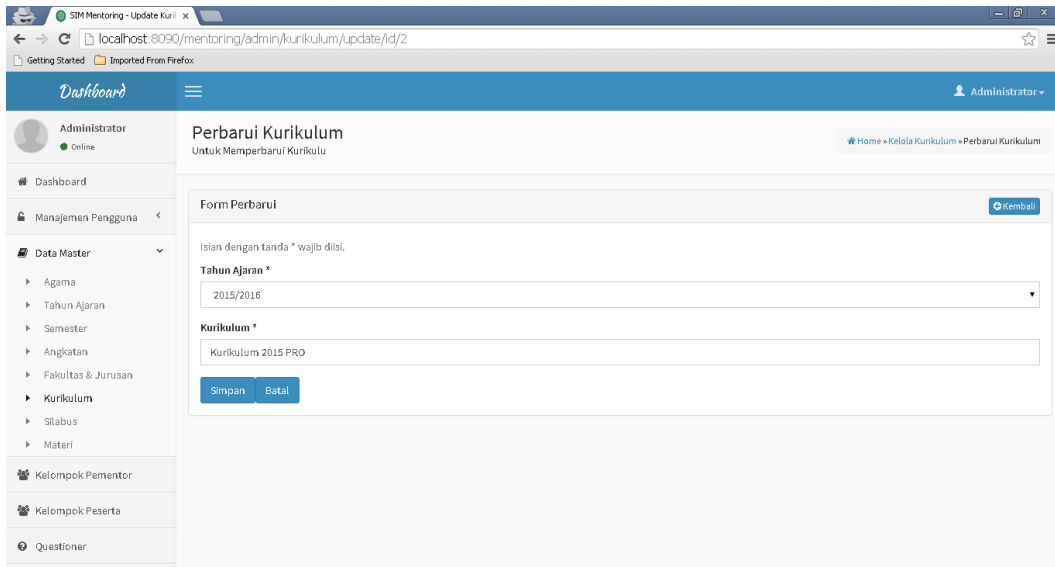 SIM Mentoring - Update Kuri
localhost:8090/mentoring/admin/kurikulum/update/id/2
Getting Started Imported From Firefox
Dashboard
Administrator
Administrator
Online
Perbarui Kurikulum
Untuk Memperbarui Kurikulu
Home » Kelola Kurikulum » Perbarui Kurikulum
Dashboard
Manajemen Pengguna
Data Master
Agama
Tahun Ajaran
Semester
Angkatan
Fakultas & Jurusan
Kurikulum
Silabus
Materi
Kelompok Pementor
Kelompok Peserta
Questioner
Form Perbarui
Kembali
Isian dengan tanda * wajib diisi.
Tahun Ajaran *
2015/2016
Kurikulum *
Kurikulum 2015 PRO
Simpan Batal